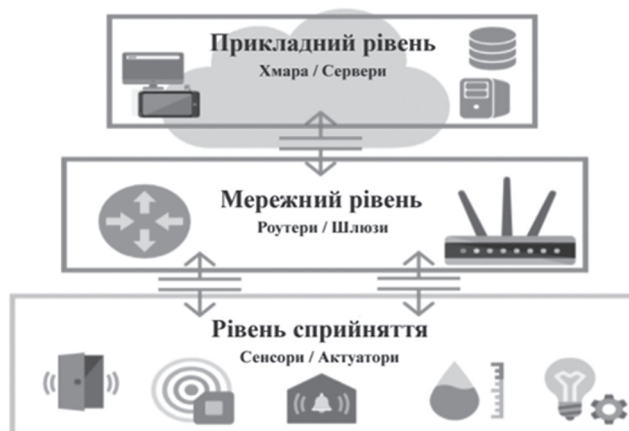 Прикладний рівень
Хмара / Сервери
Мережний рівень
Роутери / Шлюзи
Рівень сприйняття
Сенсори / Актуатори